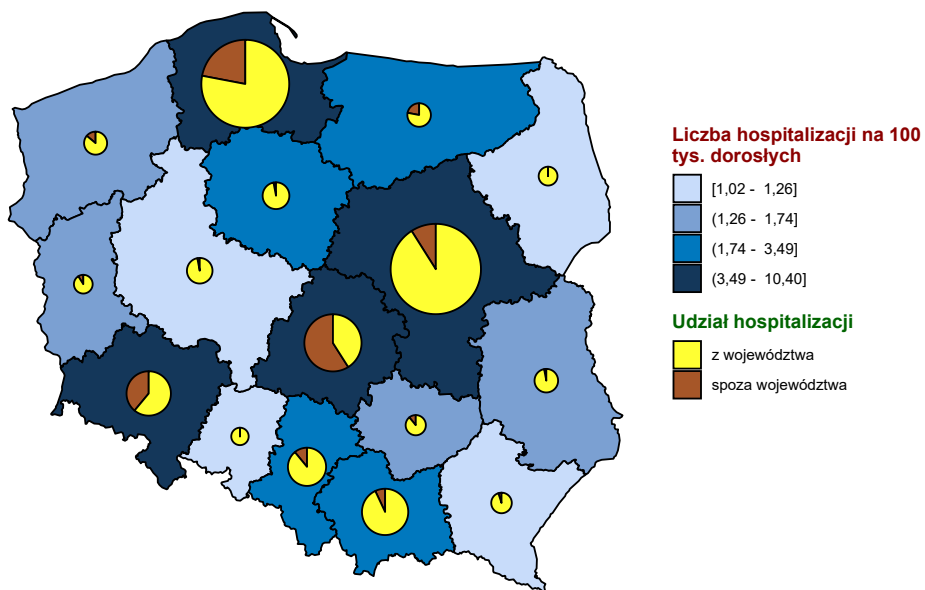 Liczba hospitalizacji na 100
tys. dorosłych
[1,02 - 1,26]
(1,26 - 1,74]
(1,74 - 3,49]
(3,49 - 10,40]
Udział hospitalizacji
z województwa
spoza województwa